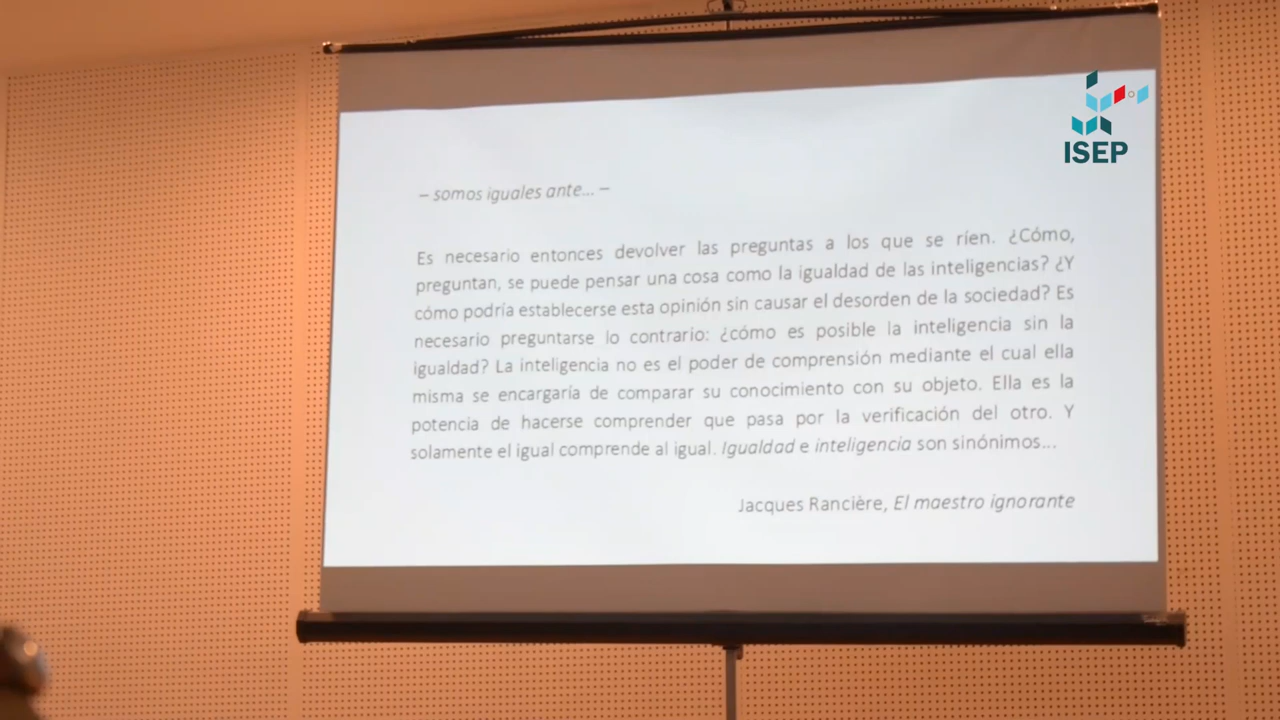 ISEP
– somos iguales ante... –
Es necesario entonces devolver las preguntas a los que se ríen. ¿Cómo,
preguntan, se puede pensar una cosa como la igualdad de las inteligencias? ¿Y
cómo podría establecerse esta opinión sin causar el desorden de la sociedad? Es
necesario preguntarse lo contrario: ¿cómo es posible la inteligencia sin la
igualdad? La inteligencia no es el poder de comprensión mediante el cual ella
misma se encargaría de comparar su conocimiento con su objeto. Ella es la
potencia de hacerse comprender que pasa por la verificación del otro. Y
solamente el igual comprende al igual. Igualdad e inteligencia son sinónimos...
Jacques Rancière, El maestro ignorante